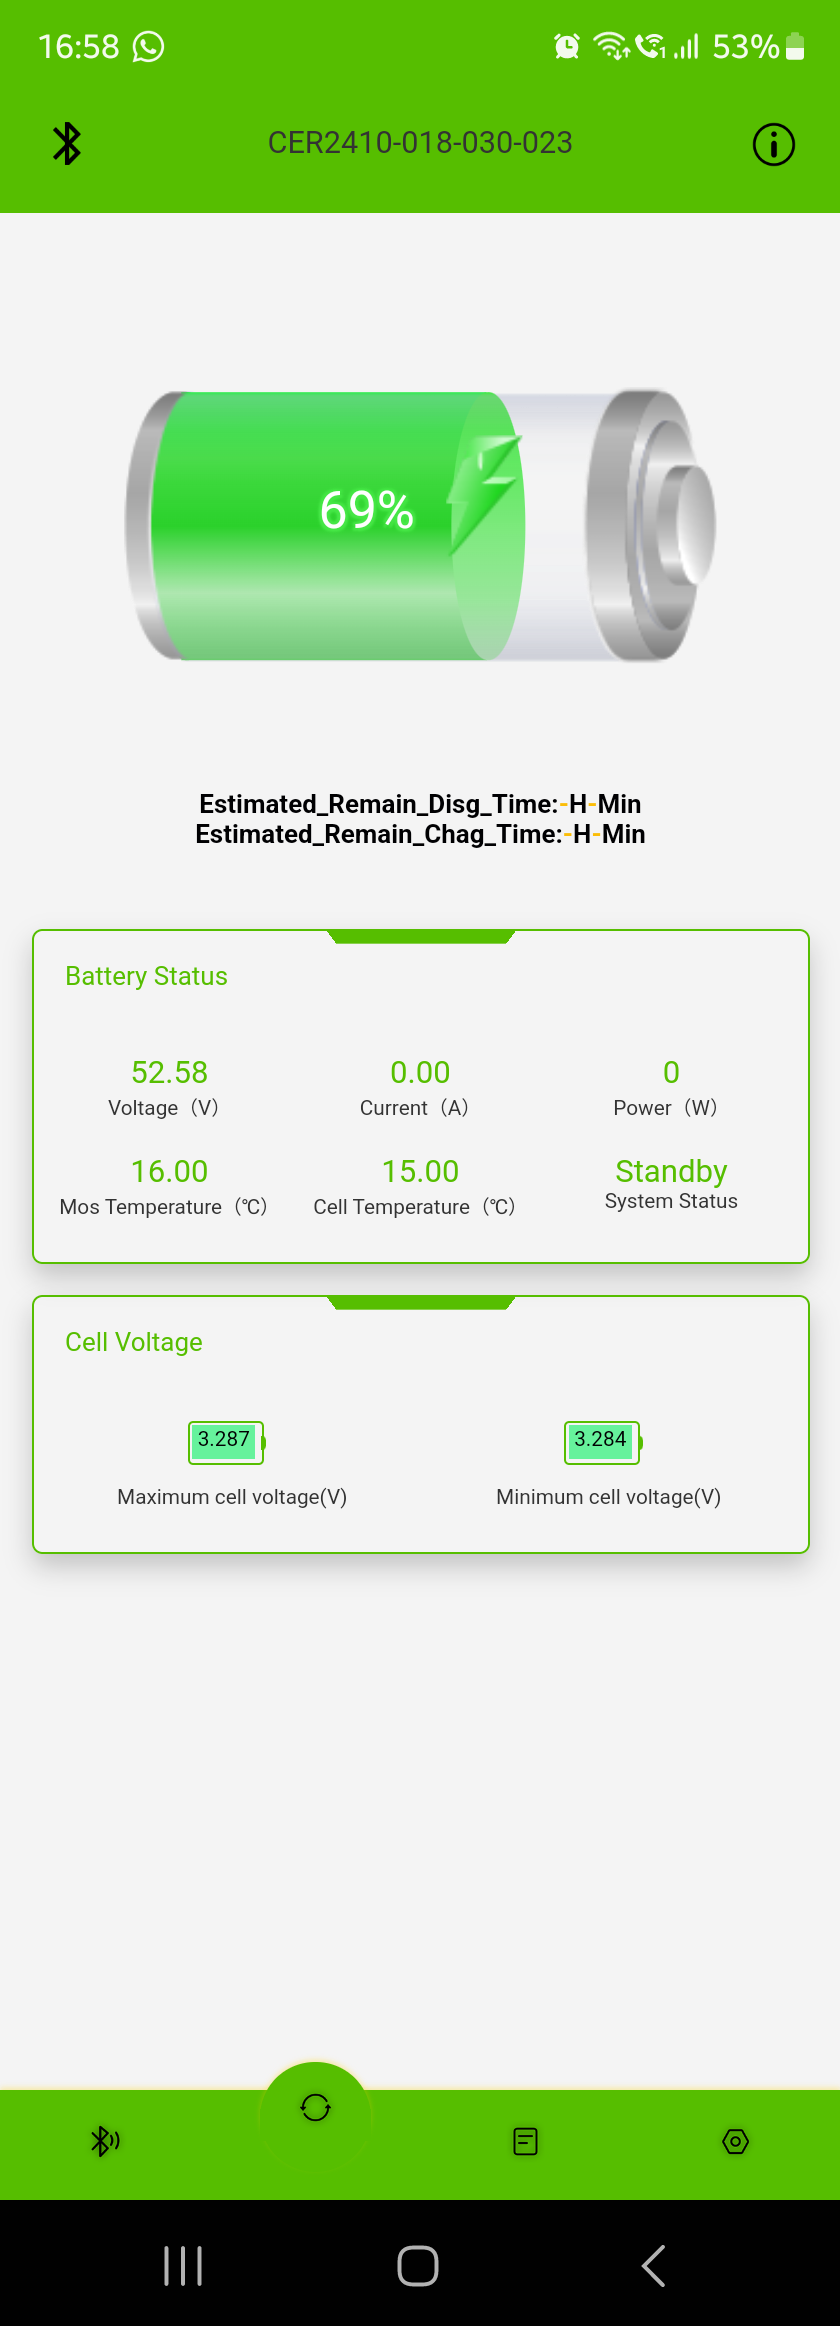 16:58 53%
CER2410-018-030-023
69%
Estimated_Remain_Disg_Time:-H-Min
Estimated_Remain_Chag_Time:-H-Min
Battery Status
52.58 0.00 0
Voltage（V） Current（A） Power（W）
16.00 15.00 Standby
Mos Temperature（℃） Cell Temperature（℃） System Status
Cell Voltage
3.287 3.284
Maximum cell voltage(V) Minimum cell voltage(V)